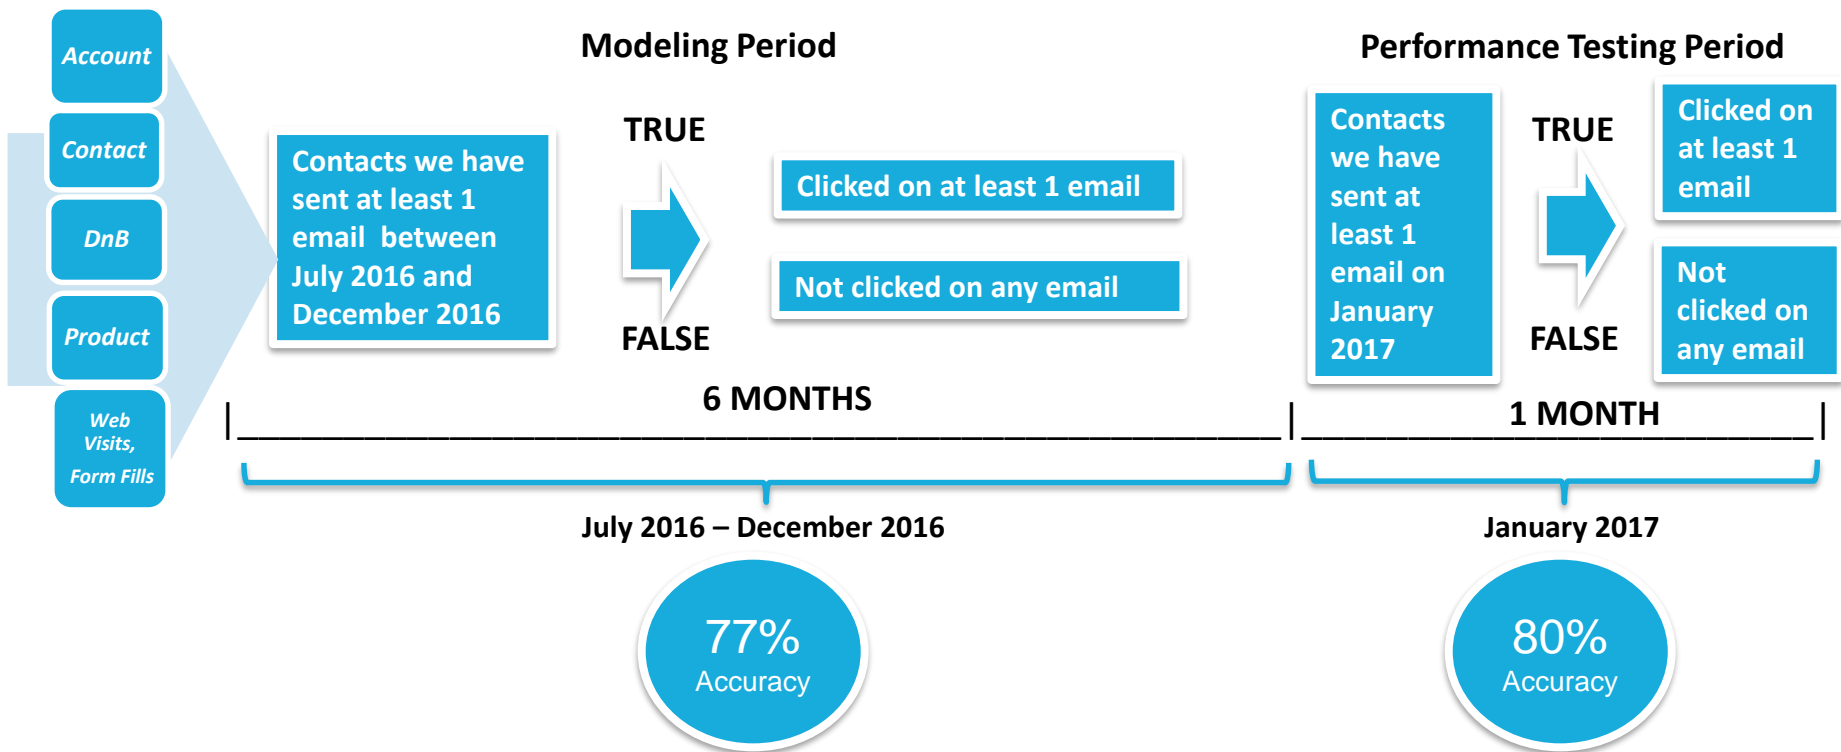 Account
Contact
DnB
Product
Web
Visits,
Form Fills
Modeling Period
Contacts we have
sent at least 1
email between
July 2016 and
December 2016
TRUE
FALSE
Clicked on at least 1 email
Not clicked on any email
6 MONTHS
July 2016 – December 2016
77%
Accuracy
Performance Testing Period
Contacts
we have
sent at
least 1
email on
January
2017
TRUE
FALSE
Clicked on
at least 1
email
Not
clicked on
any email
1 MONTH
January 2017
80%
Accuracy